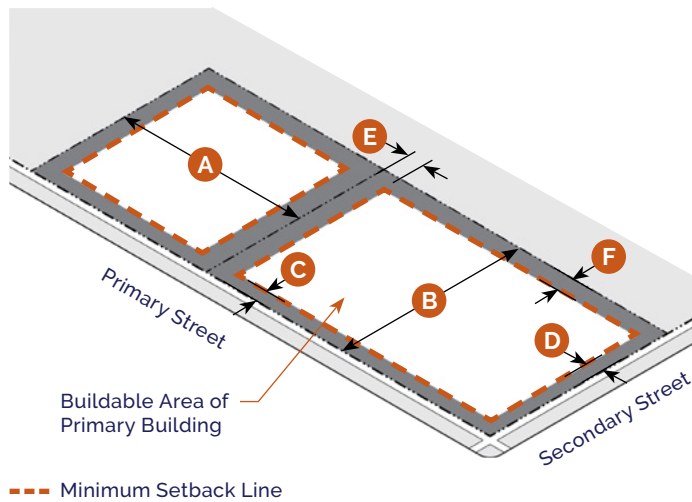 E
A
F
C
B
Primary Street
D
Buildable Area of
Primary Building
Secondary Street
Minimum Setback Line